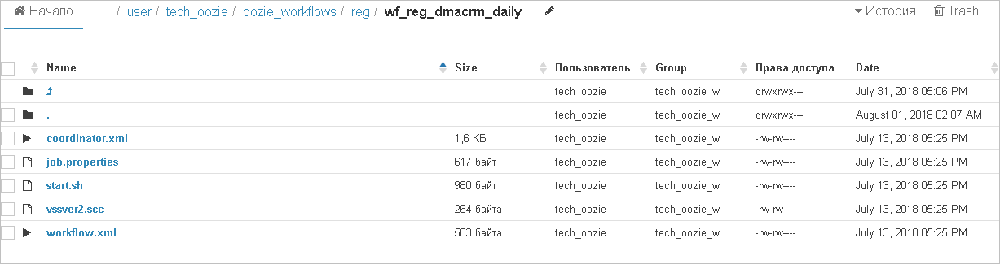 Начало / user / tech_oozie / oozie_workflows / reg / wf_reg_dmacrm_daily История Trash
Name Size Пользователь Group Права доступа Date
tech_oozie tech_oozie_w drwxrwx--- July 31, 2018 05:06 PM
. tech_oozie tech_oozie_w drwxrwx--- August 01, 2018 02:07 AM
coordinator.xml 1,6 КБ tech_oozie tech_oozie_w -rw-rw---- July 13, 2018 05:25 PM
job.properties 617 байт tech_oozie tech_oozie_w -rw-rw---- July 13, 2018 05:25 PM
start.sh 980 байт tech_oozie tech_oozie_w -rw-rw---- July 13, 2018 05:25 PM
vssver2.scc 264 байта tech_oozie tech_oozie_w -rw-rw---- July 13, 2018 05:25 PM
workflow.xml 583 байта tech_oozie tech_oozie_w -rw-rw---- July 13, 2018 05:25 PM